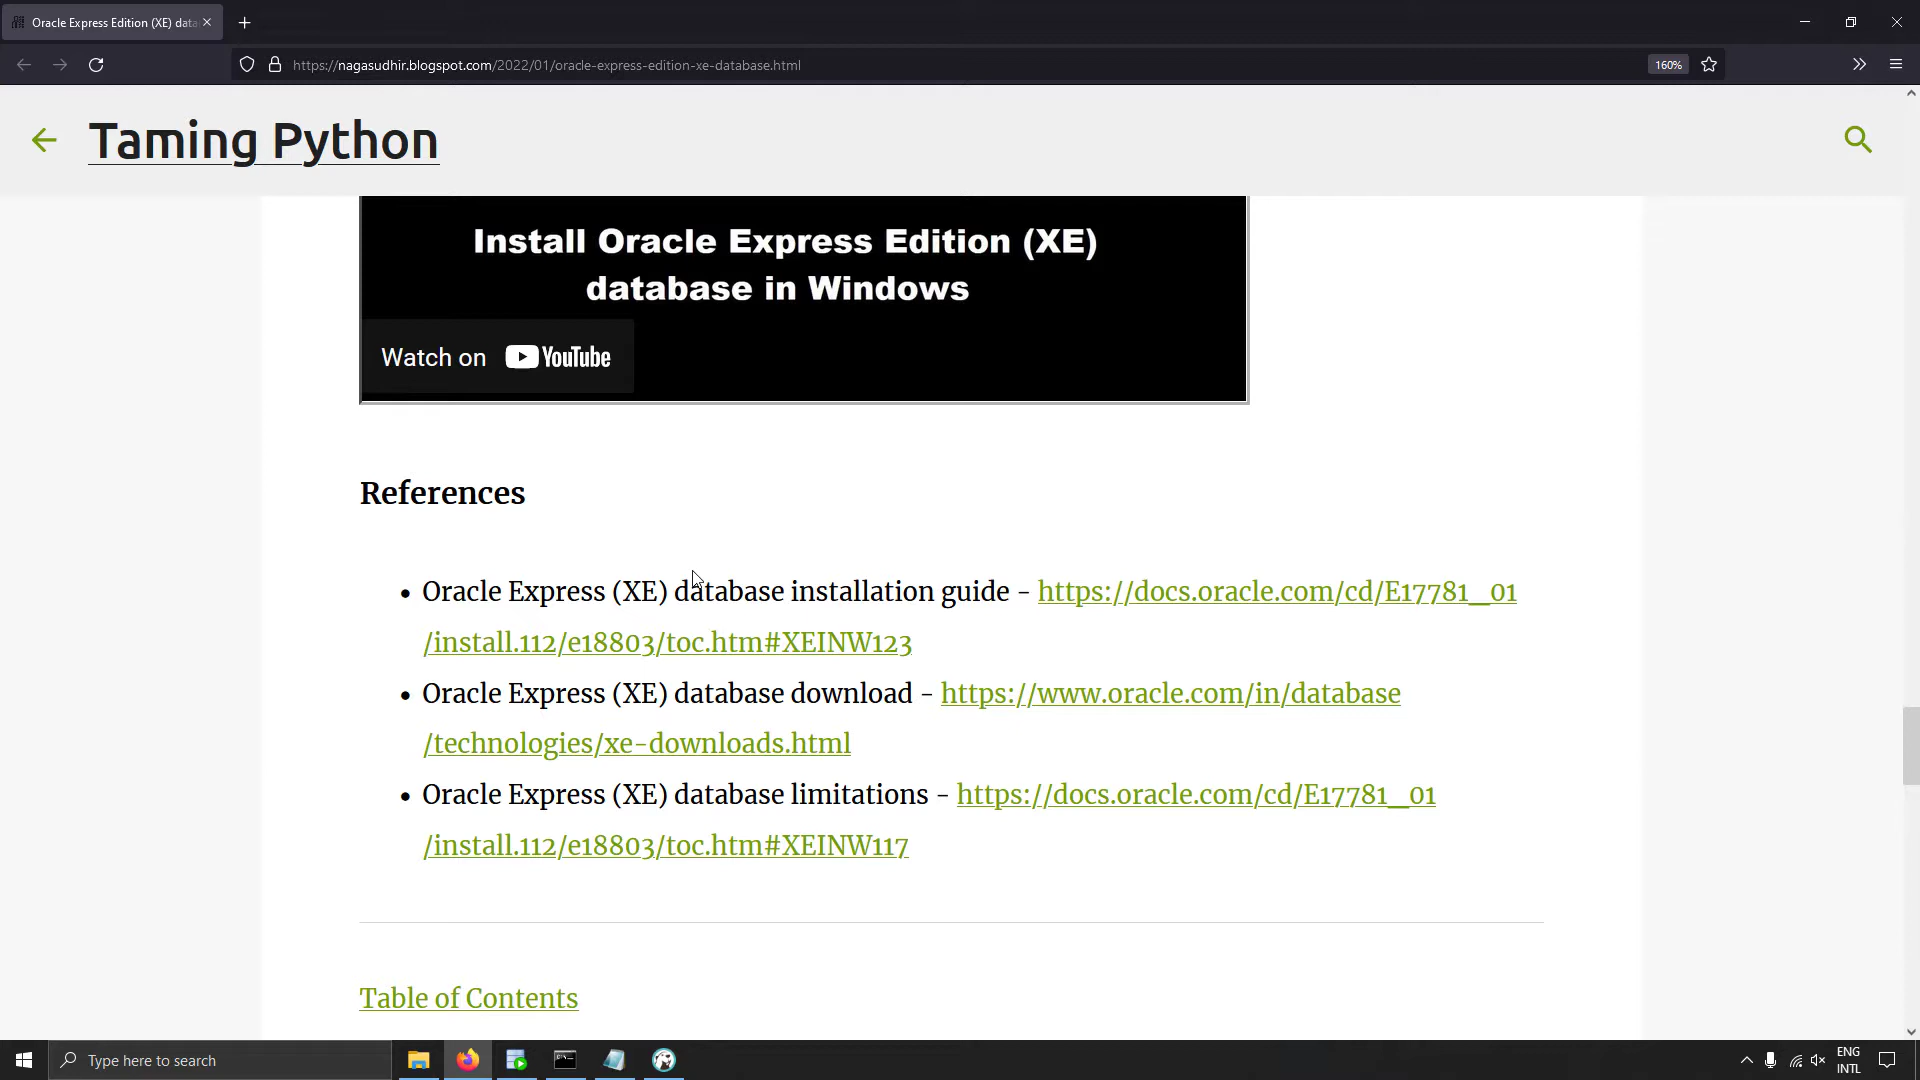 Oracle Express Edition (XE) data
https://nagasudhir.blogspot.com/2022/01/oracle-express-edition-xe-database.html
160%
Taming Python
Install Oracle Express Edition (XE)
database in Windows
Watch on YouTube
References
Oracle Express (XE) database installation guide - https://docs.oracle.com/cd/E17781_01
/install.112/e18803/toc.htm#XEINW123
Oracle Express (XE) database download - https://www.oracle.com/in/database
/technologies/xe-downloads.html
Oracle Express (XE) database limitations - https://docs.oracle.com/cd/E17781_01
/install.112/e18803/toc.htm#XEINW117
Table of Contents
Type here to search
ENG
INTL